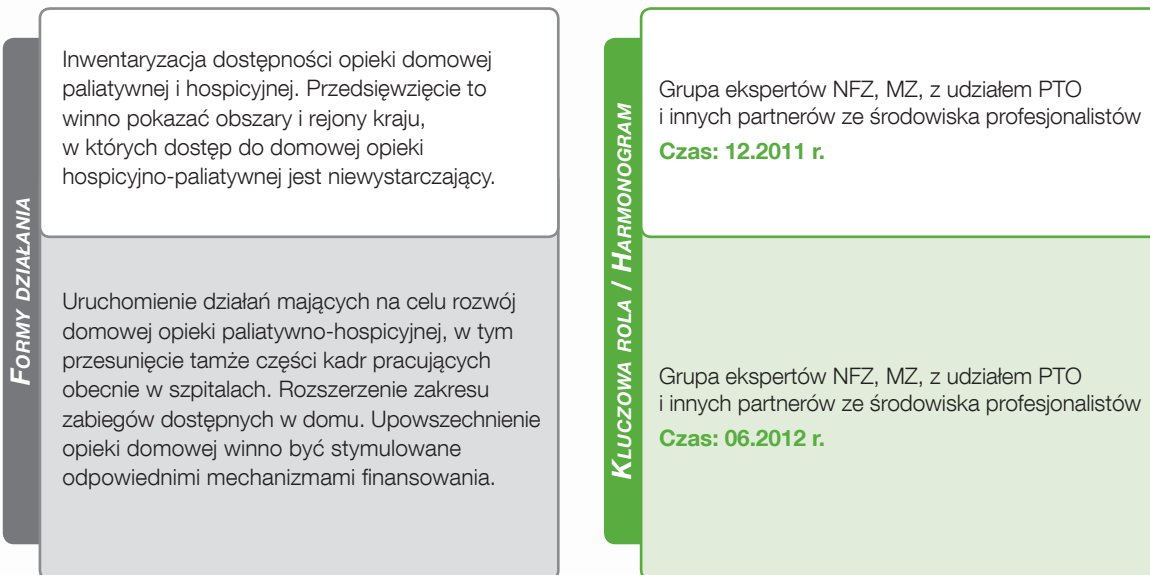 FORMY DZIAŁANIA
Inwentaryzacja dostępności opieki domowej
paliatywnej i hospicyjnej. Przedsięwzięcie to
winno pokazać obszary i rejony kraju,
w których dostęp do domowej opieki
hospicyjno-paliatywnej jest niewystarczający.
Uruchomienie działań mających na celu rozwój
domowej opieki paliatywno-hospicyjnej, w tym
przesunięcie tamże części kadr pracujących
obecnie w szpitalach. Rozszerzenie zakresu
zabiegów dostępnych w domu. Upowszechnienie
opieki domowej winno być stymulowane
odpowiednimi mechanizmami finansowania.
KLUCZOWA ROLA / HARMONOGRAM
Grupa ekspertów NFZ, MZ, z udziałem PTO
i innych partnerów ze środowiska profesjonalistów
Czas: 12.2011 r.
Grupa ekspertów NFZ, MZ, z udziałem PTO
i innych partnerów ze środowiska profesjonalistów
Czas: 06.2012 r.